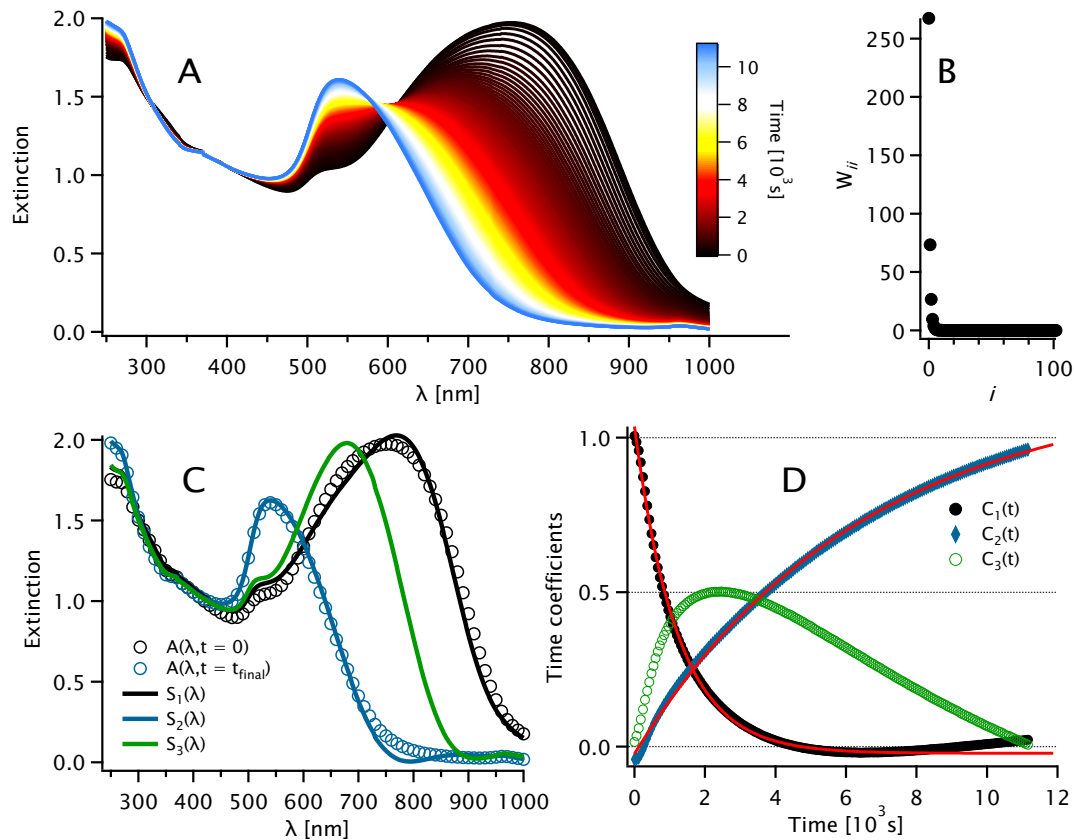 A
Extinction
2.0
1.5
1.0
0.5
0.0
300 400 500 600 700 800 900 1000
λ [nm]
10
8
6
4
2
0
Time [10³ s]
B
W_ii
250
200
150
100
50
0
0 100
i
C
Extinction
2.0
1.5
1.0
0.5
0.0
300 400 500 600 700 800 900 1000
λ [nm]
A(λ,t = 0)
A(λ,t = t_final)
S₁(λ)
S₂(λ)
S₃(λ)
D
Time coefficients
1.0
0.5
0.0
0 2 4 6 8 10 12
Time [10³ s]
C₁(t)
C₂(t)
C₃(t)